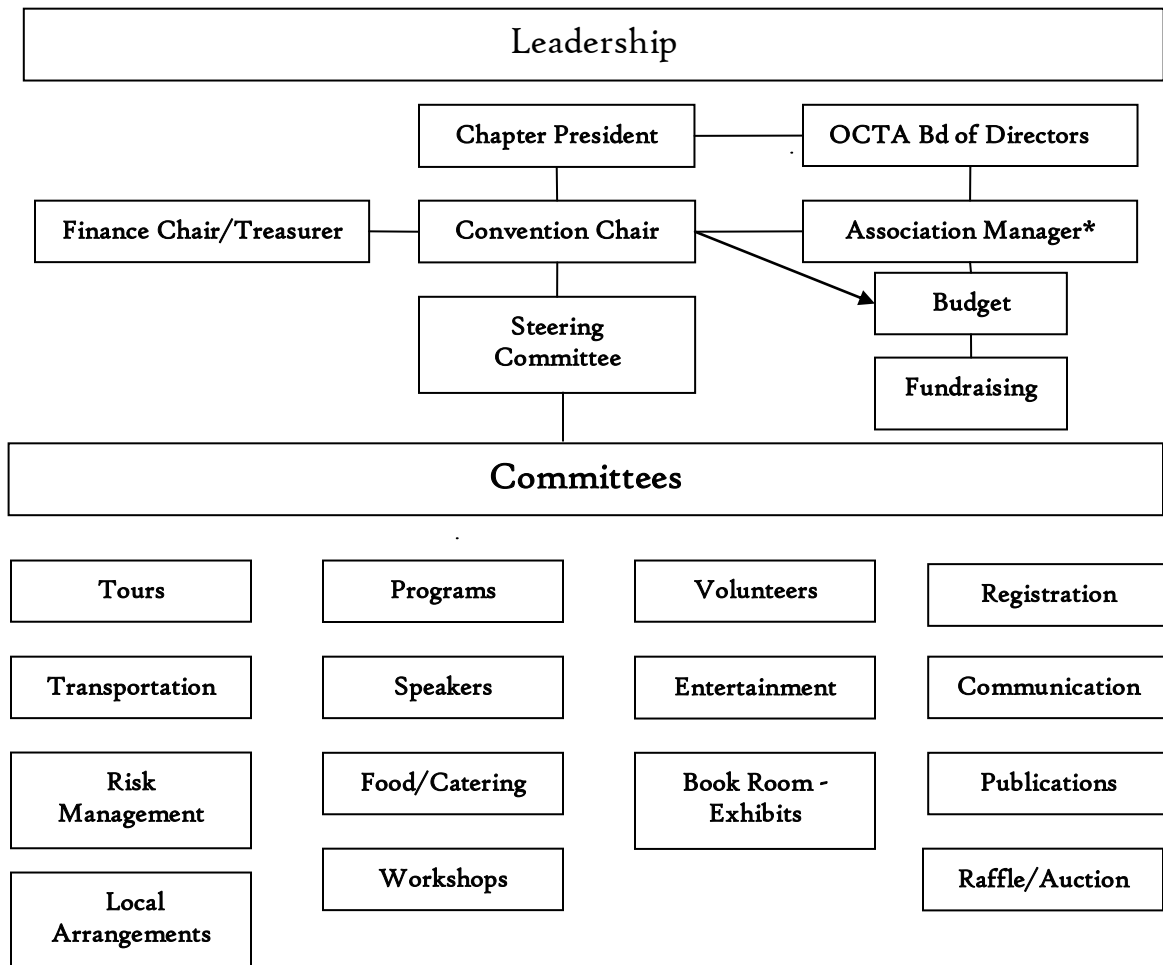 Leadership
Chapter President
OCTA Bd of Directors
Finance Chair/Treasurer
Convention Chair
Association Manager*
Budget
Steering
Committee
Fundraising
Committees
Tours
Programs
Volunteers
Registration
Transportation
Speakers
Entertainment
Communication
Risk
Management
Food/Catering
Book Room -
Exhibits
Publications
Workshops
Raffle/Auction
Local
Arrangements